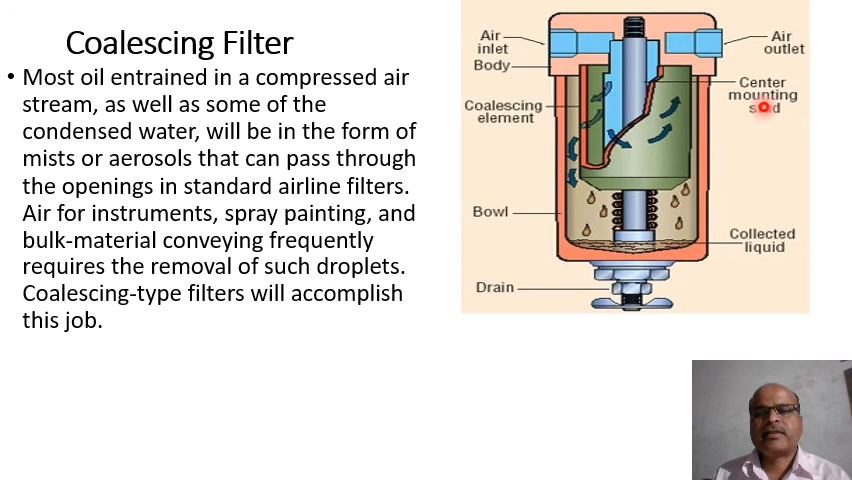 Coalescing Filter
• Most oil entrained in a compressed air
stream, as well as some of the
condensed water, will be in the form of
mists or aerosols that can pass through
the openings in standard airline filters.
Air for instruments, spray painting, and
bulk-material conveying frequently
requires the removal of such droplets.
Coalescing-type filters will accomplish
this job.
Air
inlet
Body
Coalescing
element
Bowl
Drain
Air
outlet
Center
mounting
Collected
liquid